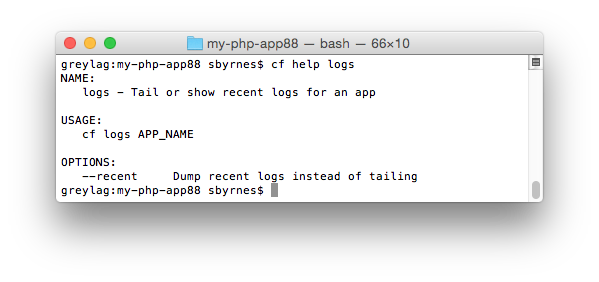 my-php-app88 — bash — 66×10
greylag:my-php-app88 sbyrnes$ cf help logs
NAME:
   logs - Tail or show recent logs for an app

USAGE:
   cf logs APP_NAME

OPTIONS:
   --recent     Dump recent logs instead of tailing
greylag:my-php-app88 sbyrnes$